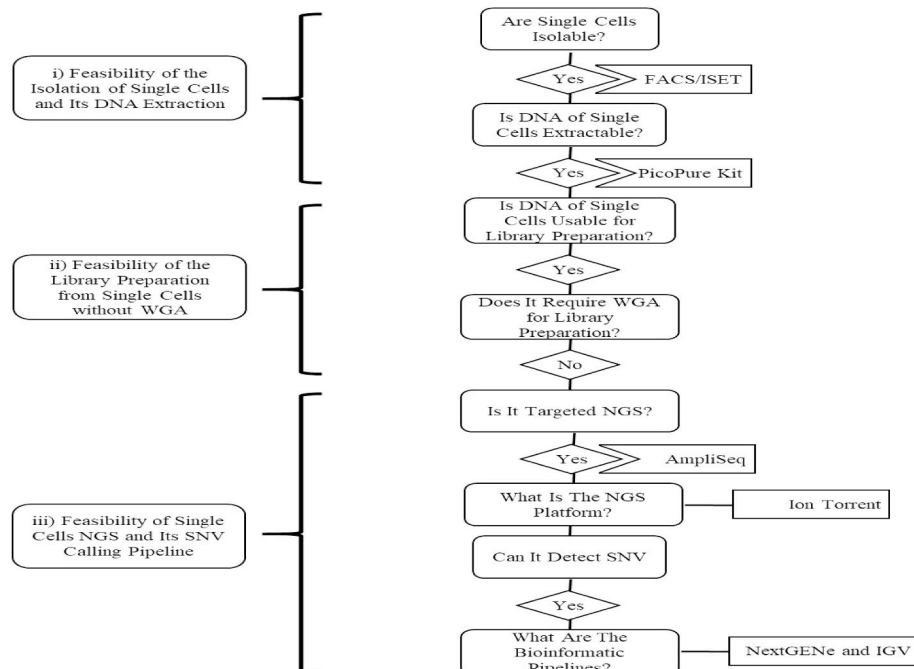 Are Single Cells
Isolable?
i) Feasibility of the
Isolation of Single Cells
and Its DNA Extraction
Yes
FACS/ISET
Is DNA of Single
Cells Extractable?
Yes
PicoPure Kit
Is DNA of Single
Cells Usable for
Library Preparation?
ii) Feasibility of the
Library Preparation
from Single Cells
without WGA
Yes
Does It Require WGA
for Library
Preparation?
No
Is It Targeted NGS?
Yes
AmpliSeq
What Is The NGS
Platform?
Ion Torrent
iii) Feasibility of Single
Cells NGS and Its SNV
Calling Pipeline
Can It Detect SNV
Yes
What Are The
Bioinformatic
Pipelines?
NextGENe and IGV